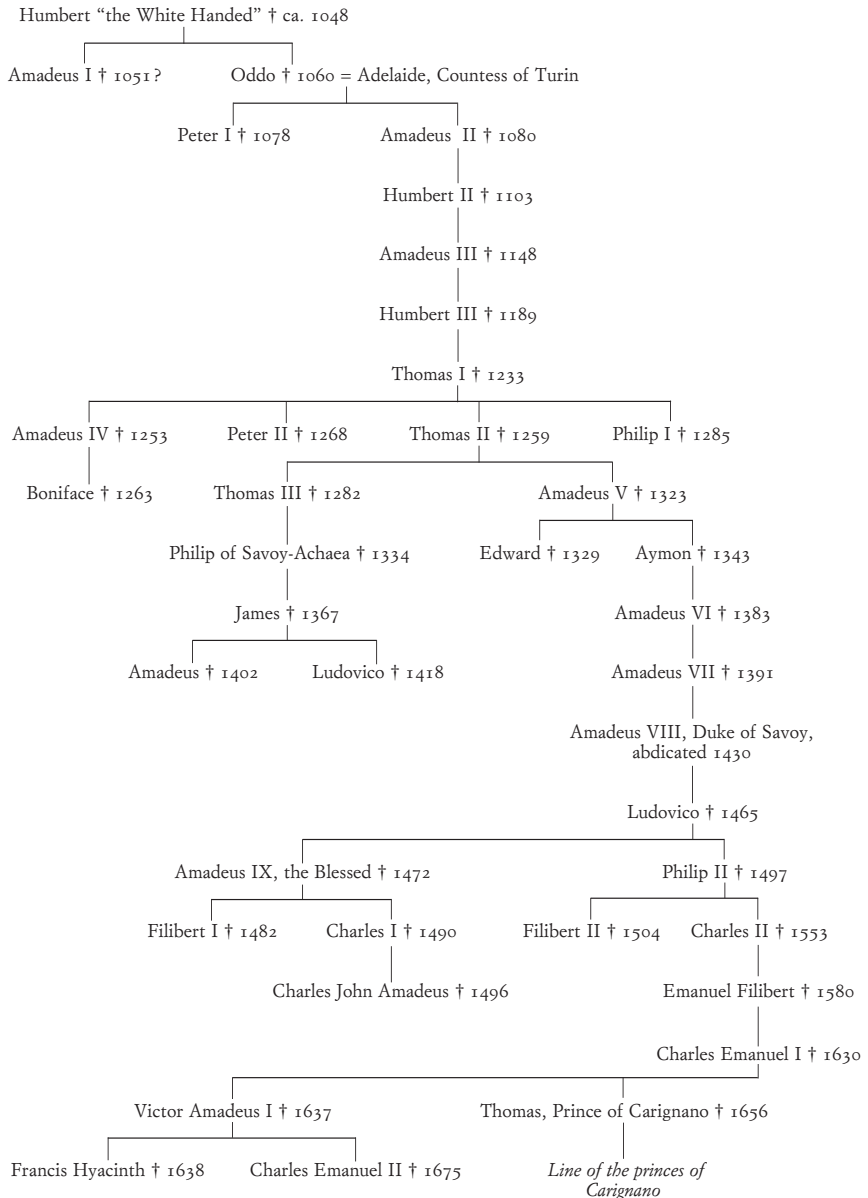 Humbert “the White Handed” † ca. 1048
Amadeus I † 1051? Oddo † 1060 = Adelaide, Countess of Turin
Peter I † 1078 Amadeus II † 1080
Humbert II † 1103
Amadeus III † 1148
Humbert III † 1189
Thomas I † 1233
Amadeus IV † 1253 Peter II † 1268 Thomas II † 1259 Philip I † 1285
Boniface † 1263 Thomas III † 1282 Amadeus V † 1323
Philip of Savoy-Achaea † 1334 Edward † 1329 Aymon † 1343
James † 1367 Amadeus VI † 1383
Amadeus † 1402 Ludovico † 1418 Amadeus VII † 1391
Amadeus VIII, Duke of Savoy,
abdicated 1430
Ludovico † 1465
Amadeus IX, the Blessed † 1472 Philip II † 1497
Filibert I † 1482 Charles I † 1490 Filibert II † 1504 Charles II † 1553
Charles John Amadeus † 1496 Emanuel Filibert † 1580
Charles Emanuel I † 1630
Victor Amadeus I † 1637 Thomas, Prince of Carignano † 1656
Francis Hyacinth † 1638 Charles Emanuel II † 1675 Line of the princes of
Carignano